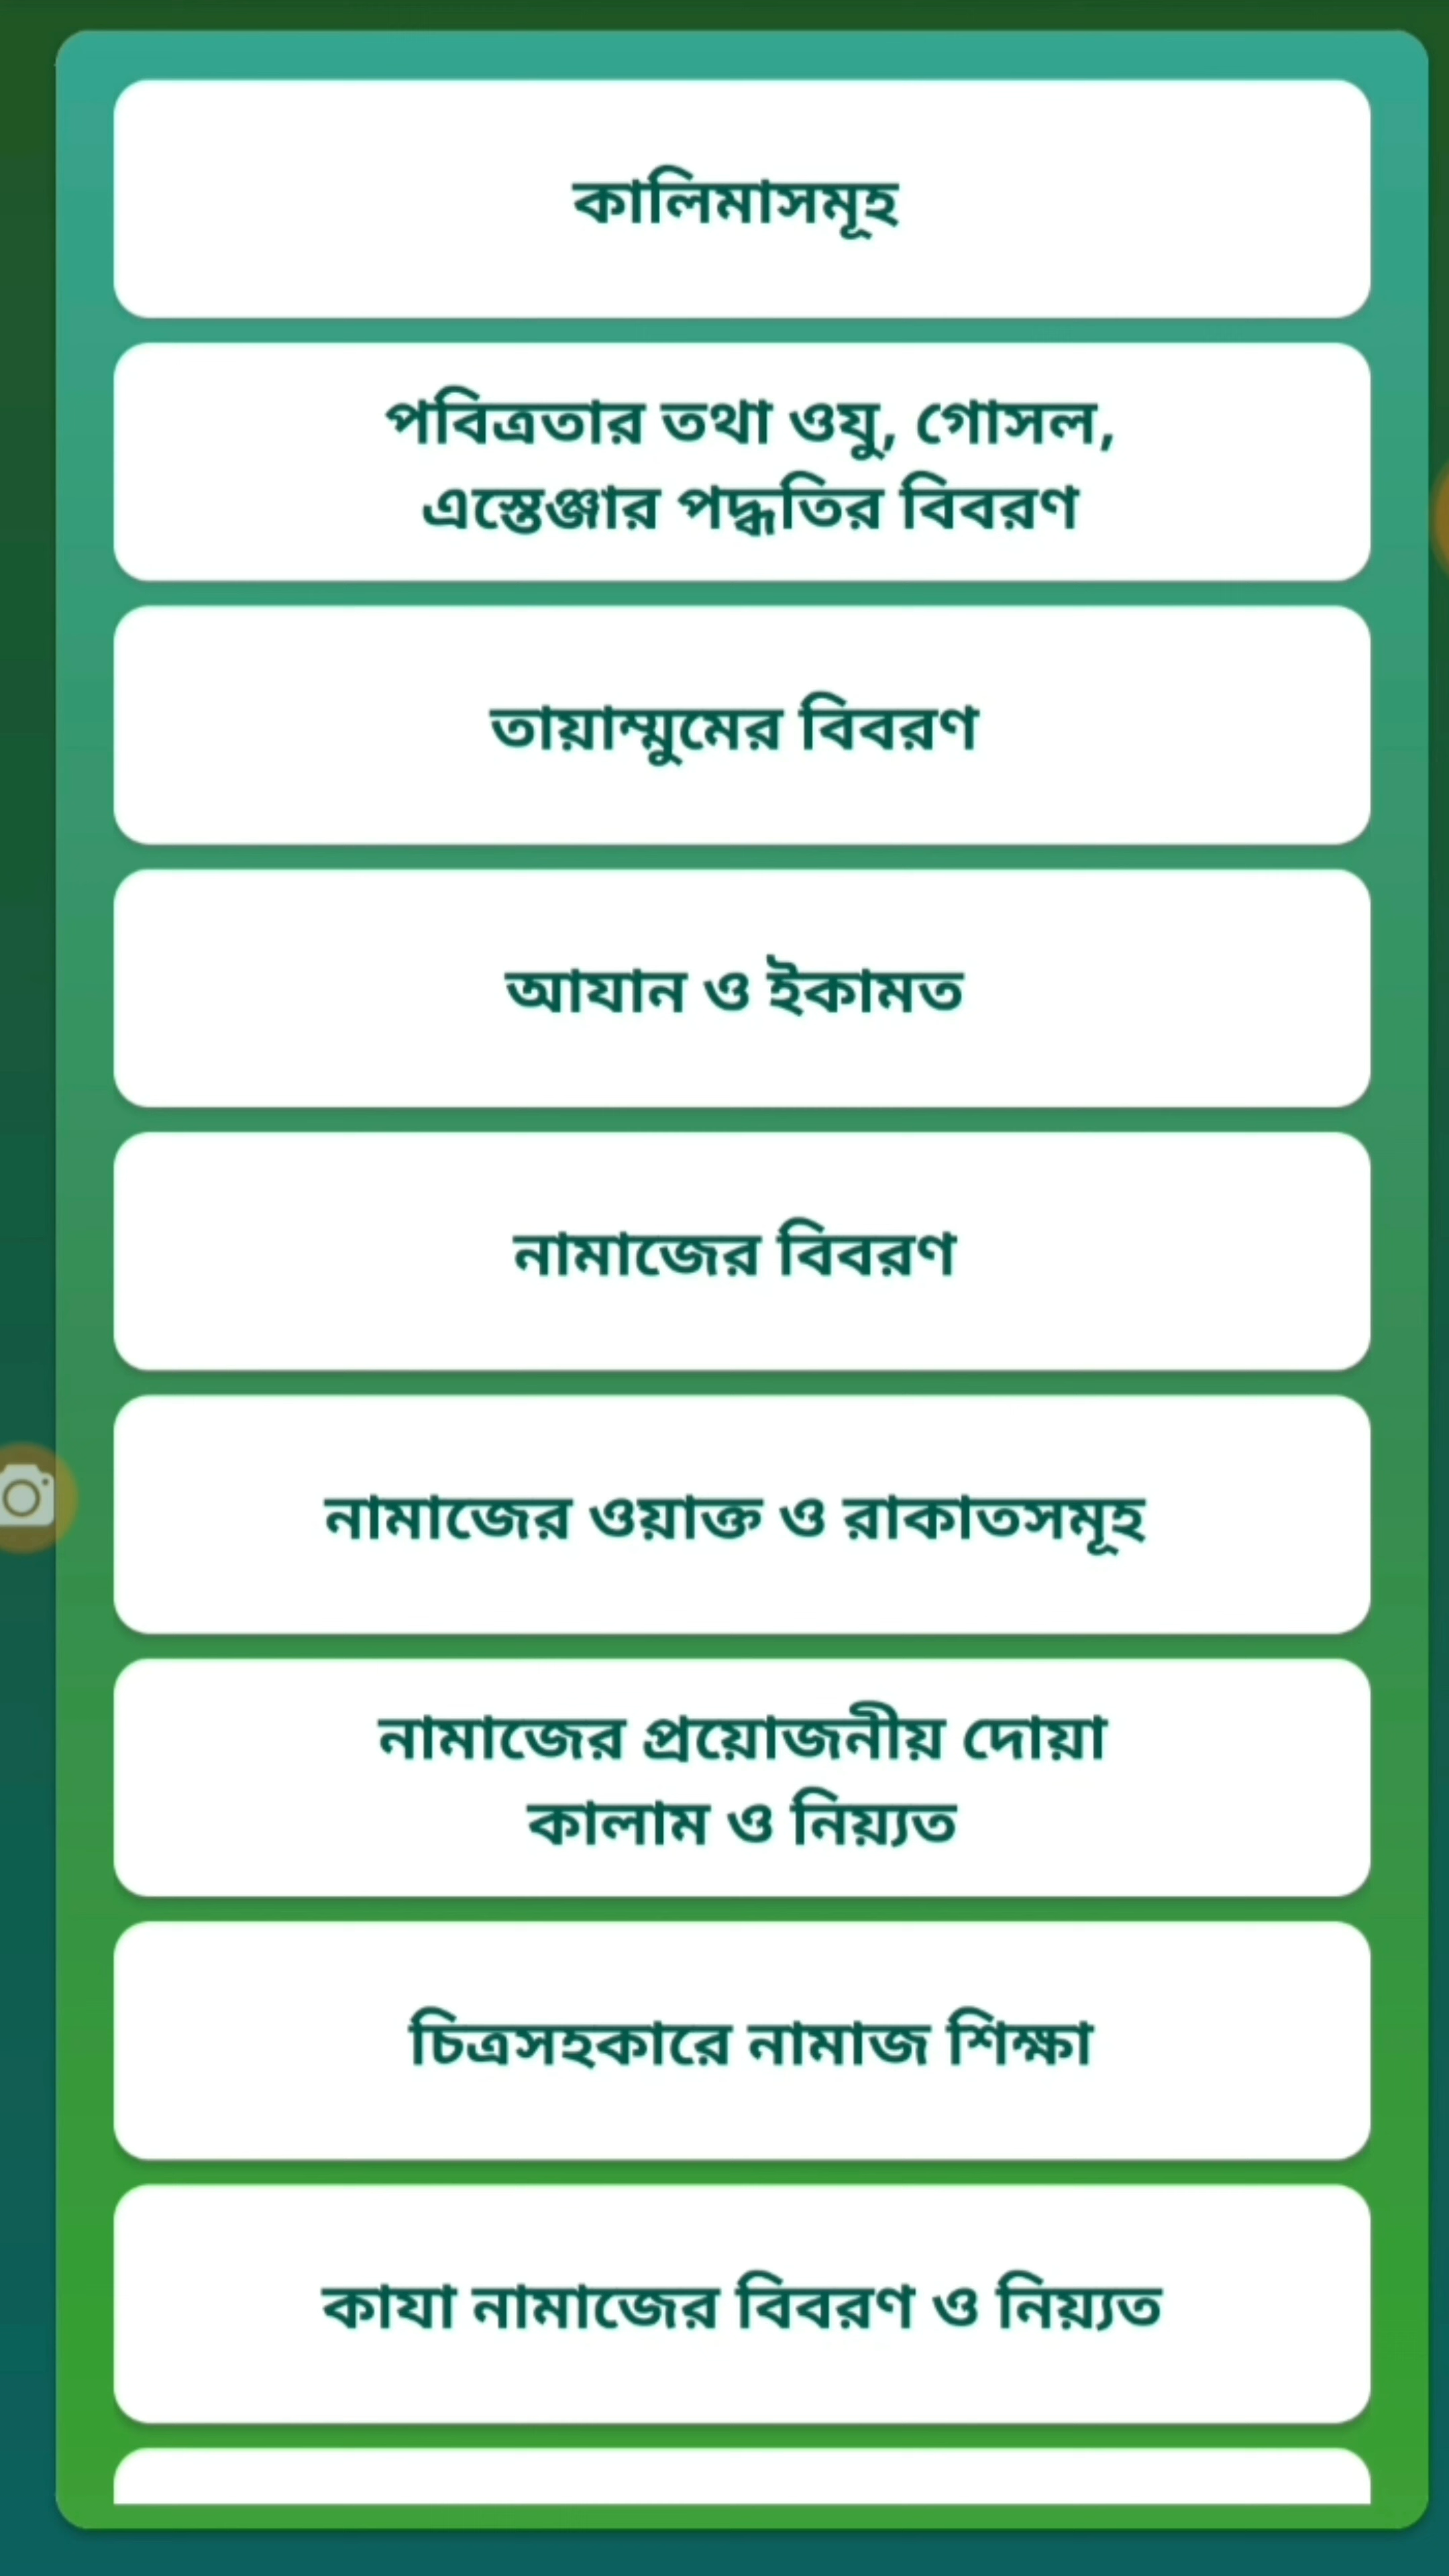 কালিমাসমূহ
পবিত্রতার তথা ওযু, গোসল,
এস্তেঞ্জার পদ্ধতির বিবরণ
তায়াম্মুমের বিবরণ
আযান ও ইকামত
নামাজের বিবরণ
নামাজের ওয়াক্ত ও রাকাতসমূহ
নামাজের প্রয়োজনীয় দোয়া
কালাম ও নিয়্যত
চিত্রসহকারে নামাজ শিক্ষা
কাযা নামাজের বিবরণ ও নিয়্যত